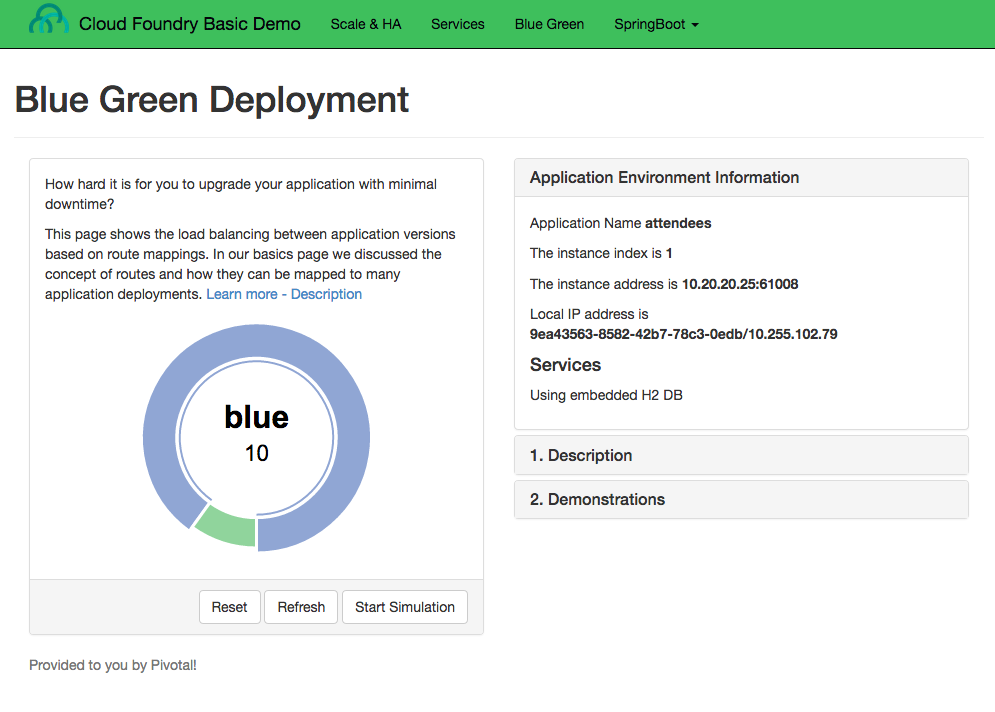 Cloud Foundry Basic Demo Scale & HA Services Blue Green SpringBoot
Blue Green Deployment
How hard it is for you to upgrade your application with minimal
downtime?
This page shows the load balancing between application versions
based on route mappings. In our basics page we discussed the
concept of routes and how they can be mapped to many
application deployments. Learn more - Description
blue
10
Reset Refresh Start Simulation
Application Environment Information
Application Name attendees
The instance index is 1
The instance address is 10.20.20.25:61008
Local IP address is
9ea43563-8582-42b7-78c3-0edb/10.255.102.79
Services
Using embedded H2 DB
1. Description
2. Demonstrations
Provided to you by Pivotal!